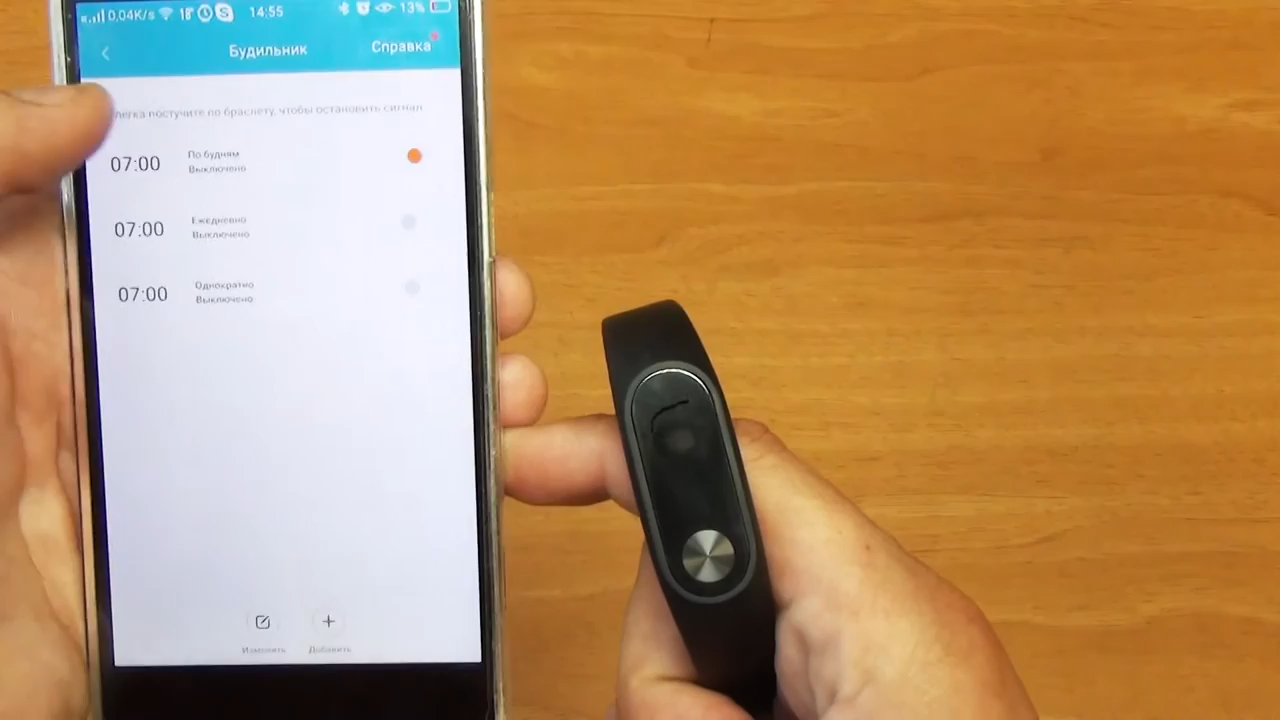 0,04K/s 14:55 13%
Будильник Справка
легка постучите по браслету, чтобы остановить сигнал
07:00 По будням
Выключено
07:00 Ежедневно
Выключено
07:00 Однократно
Выключено
Изменить Добавить